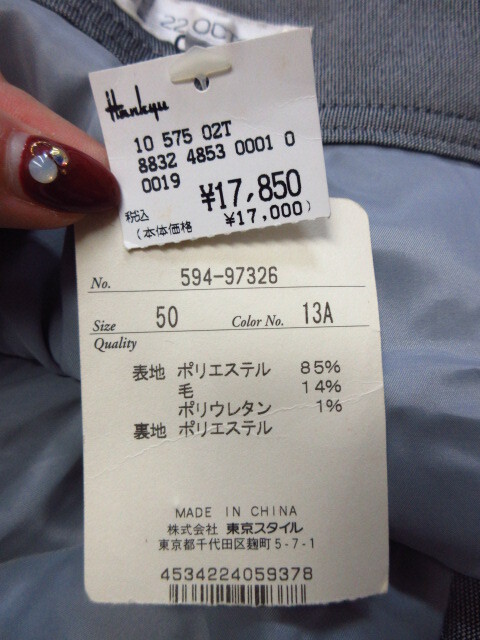 22 OC
Hankyu
10 575 02T
8832 4853 0001 0
0019
¥17,850
税込
(本体価格 ¥17,000)
No. 594-97326
Size 50 Color No. 13A
Quality
表地 ポリエステル 85%
毛 14%
ポリウレタン 1%
裏地 ポリエステル
MADE IN CHINA
株式会社 東京スタイル
東京都千代田区麹町5-7-1
4534224059378